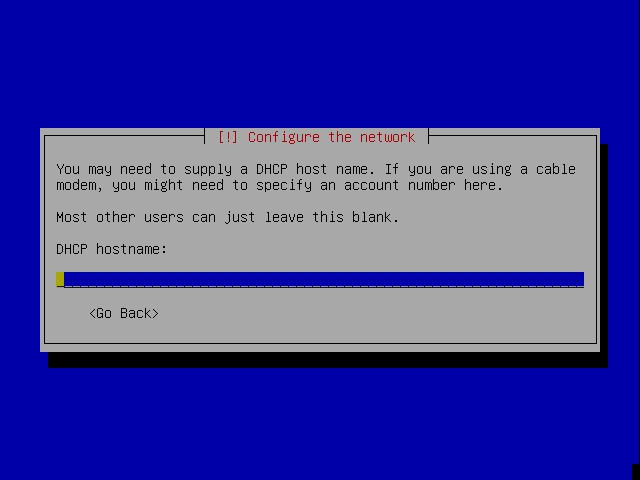 [!] Configure the network
You may need to supply a DHCP host name. If you are using a cable
modem, you might need to specify an account number here.
Most other users can just leave this blank.
DHCP hostname:
<Go Back>